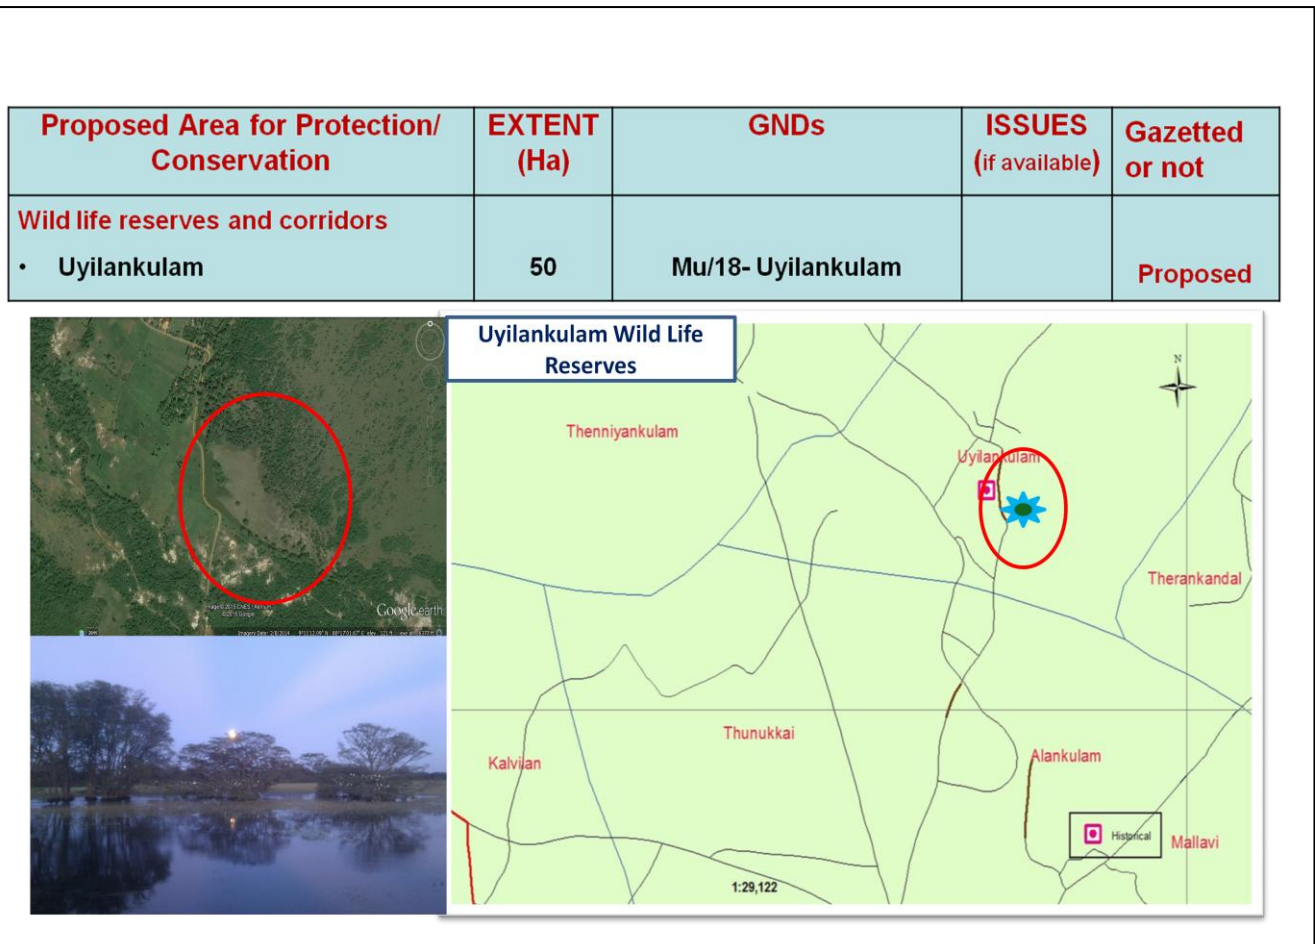 Proposed Area for Protection/
Conservation
EXTENT
(Ha)
GNDs
ISSUES
(if available)
Gazetted
or not
Wild life reserves and corridors
• Uyilankulam
50
Mu/18- Uyilankulam
Proposed
Uyilankulam Wild Life
Reserves
N
Thenniyankulam
Uyilankulam
Therankandal
Google earth
Thunukkai
Kalvilan
Alankulam
Historical
Mallavi
1:29,122